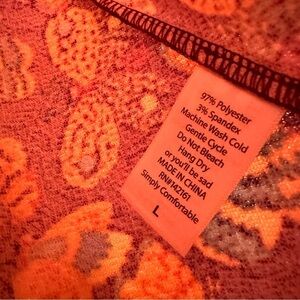 97% Polyester
3% Spandex
Machine Wash Cold
Gentle Cycle
Do Not Bleach
Hang Dry
or you'll be sad
MADE IN CHINA
RN#142161
Simply Comfortable
L